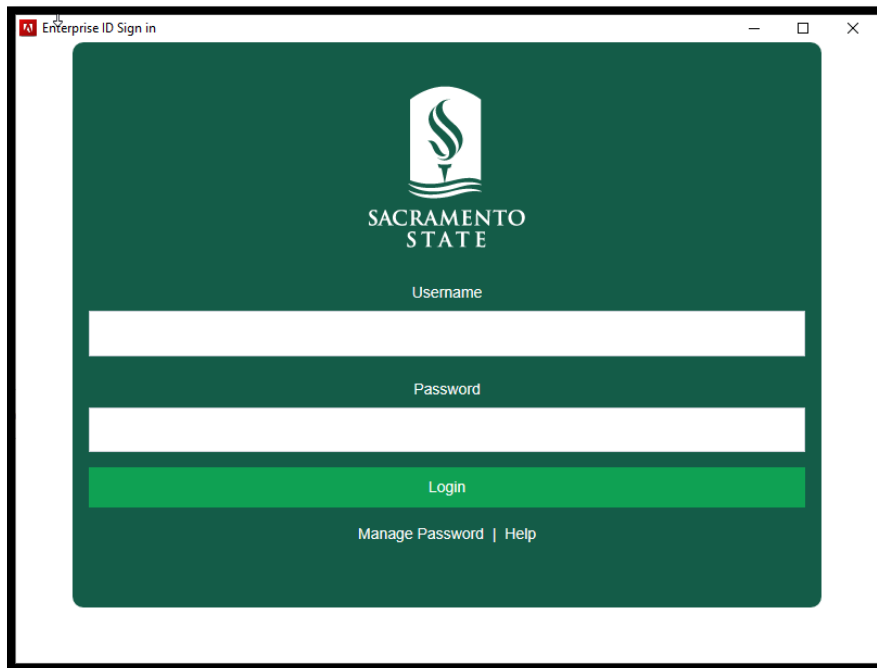 Enterprise ID Sign in
SACRAMENTO
STATE
Username
Password
Login
Manage Password | Help